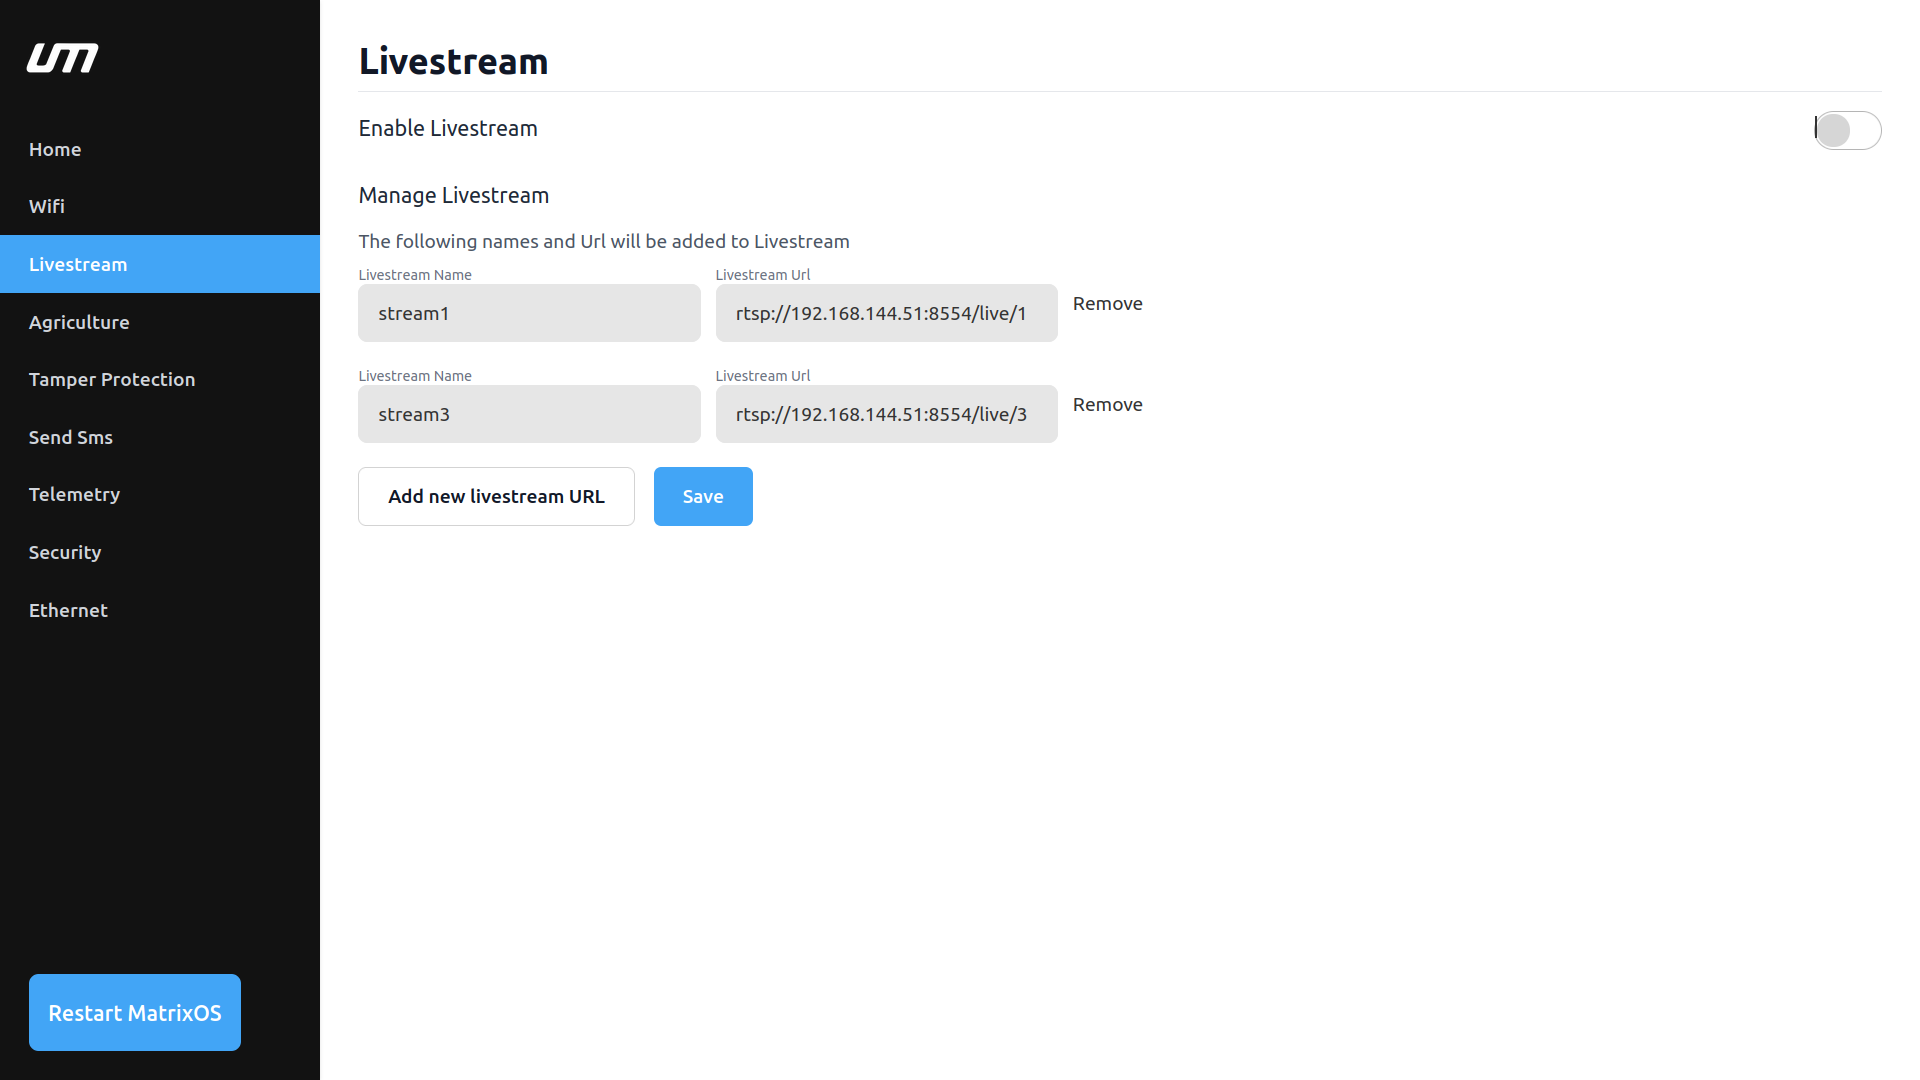 um
Home
Wifi
Livestream
Agriculture
Tamper Protection
Send Sms
Telemetry
Security
Ethernet
Restart MatrixOS
Livestream
Enable Livestream
Manage Livestream
The following names and Url will be added to Livestream
Livestream Name Livestream Url
stream1 rtsp://192.168.144.51:8554/live/1 Remove
Livestream Name Livestream Url
stream3 rtsp://192.168.144.51:8554/live/3 Remove
Add new livestream URL Save